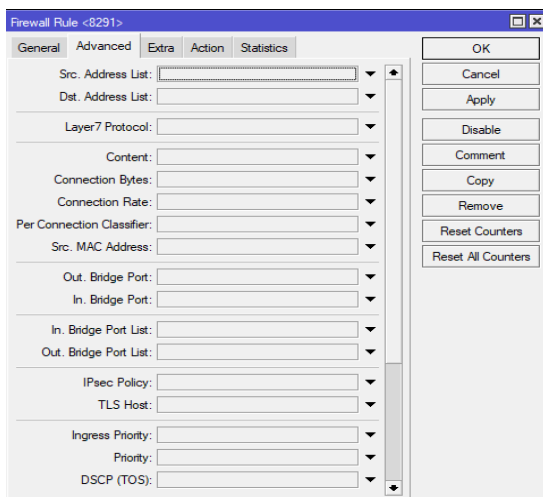 Firewall Rule <8291>
General Advanced Extra Action Statistics
Src. Address List:
Dst. Address List:
Layer7 Protocol:
Content:
Connection Bytes:
Connection Rate:
Per Connection Classifier:
Src. MAC Address:
Out. Bridge Port:
In. Bridge Port:
In. Bridge Port List:
Out. Bridge Port List:
IPsec Policy:
TLS Host:
Ingress Priority:
Priority:
DSCP (TOS):
OK
Cancel
Apply
Disable
Comment
Copy
Remove
Reset Counters
Reset All Counters